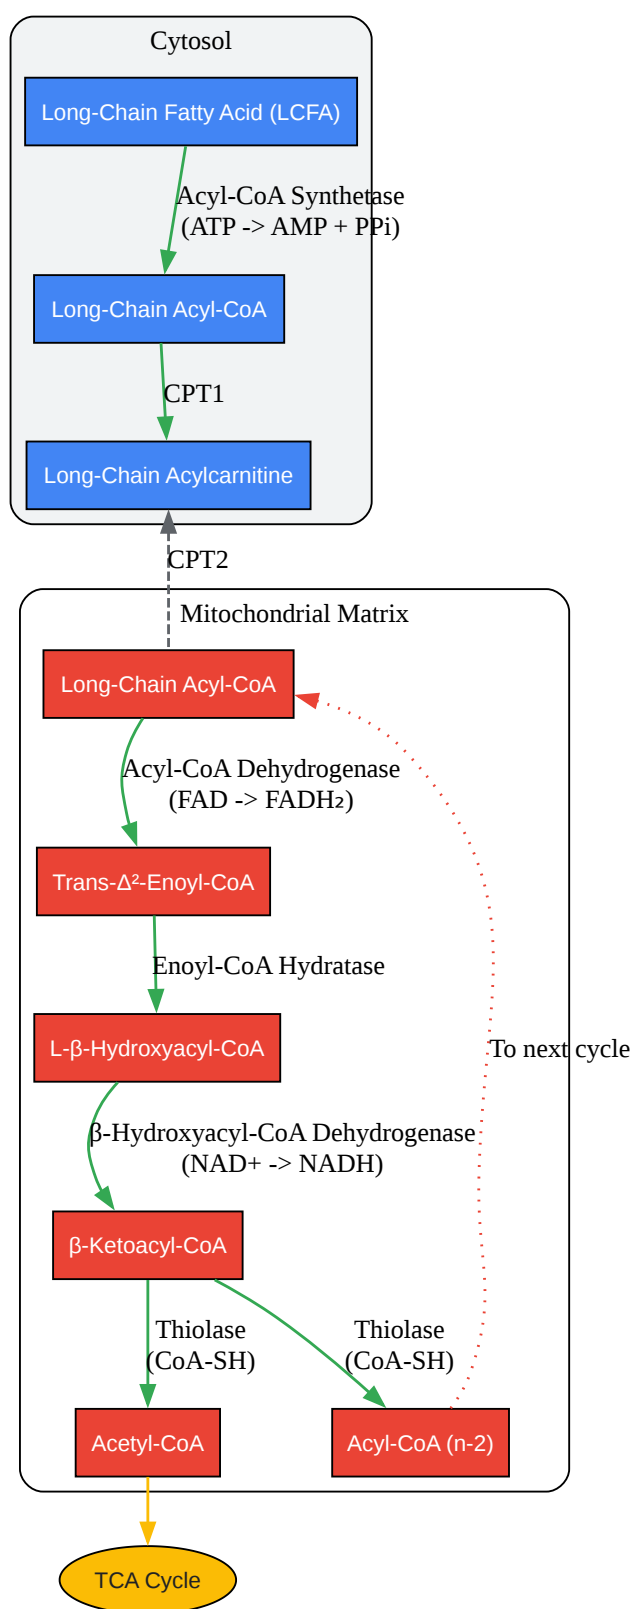 Cytosol
Long-Chain Fatty Acid (LCFA)
Acyl-CoA Synthetase
(ATP -> AMP + PPi)
Long-Chain Acyl-CoA
CPT1
Long-Chain Acylcarnitine
CPT2
Mitochondrial Matrix
Long-Chain Acyl-CoA
Acyl-CoA Dehydrogenase
(FAD -> FADH₂)
Trans-Δ²-Enoyl-CoA
Enoyl-CoA Hydratase
L-β-Hydroxyacyl-CoA
To next cycle
β-Hydroxyacyl-CoA Dehydrogenase
(NAD+ -> NADH)
β-Ketoacyl-CoA
Thiolase
(CoA-SH)
Thiolase
(CoA-SH)
Acetyl-CoA
Acyl-CoA (n-2)
TCA Cycle